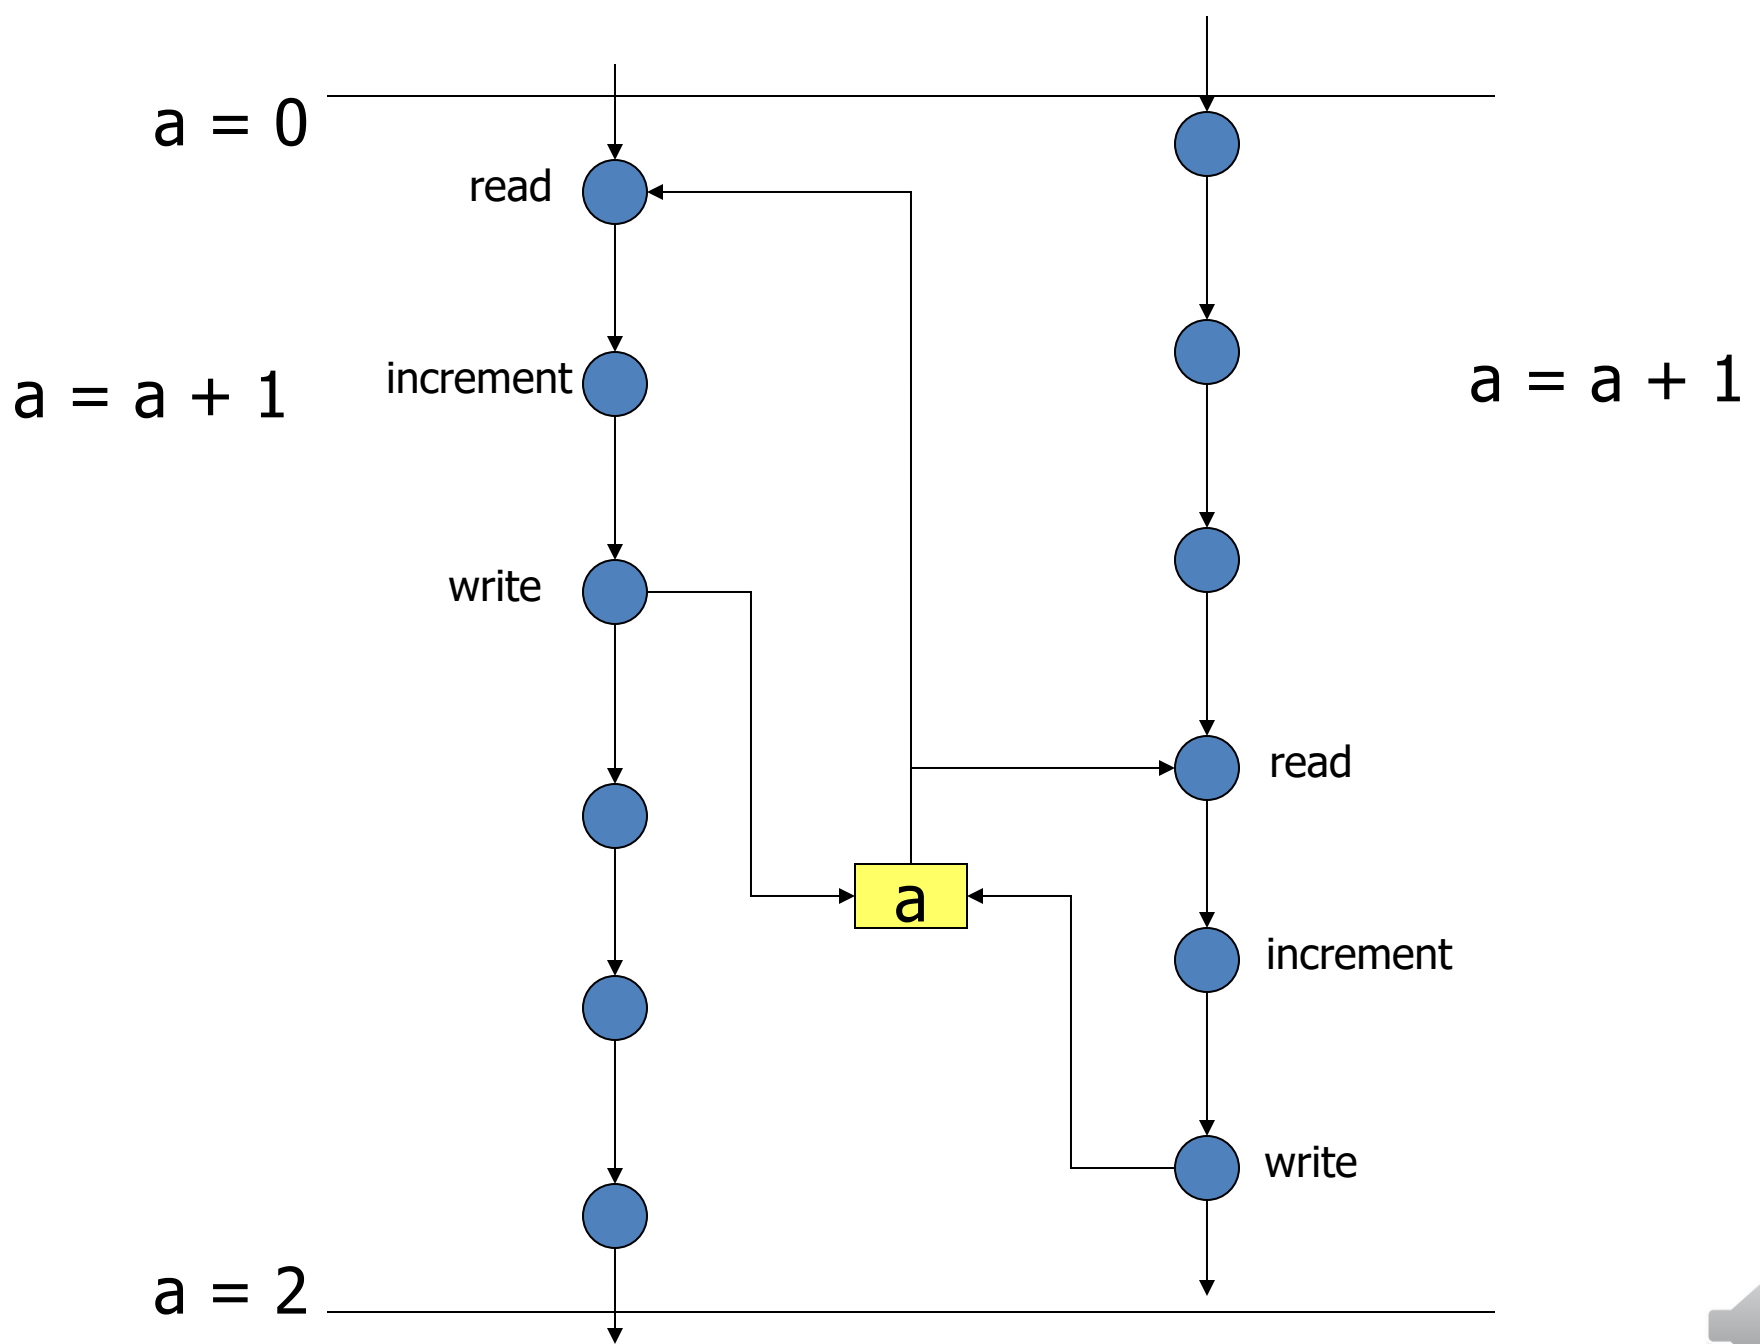 a = 0
read
increment
a = a + 1
a = a + 1
write
read
a
increment
write
a = 2